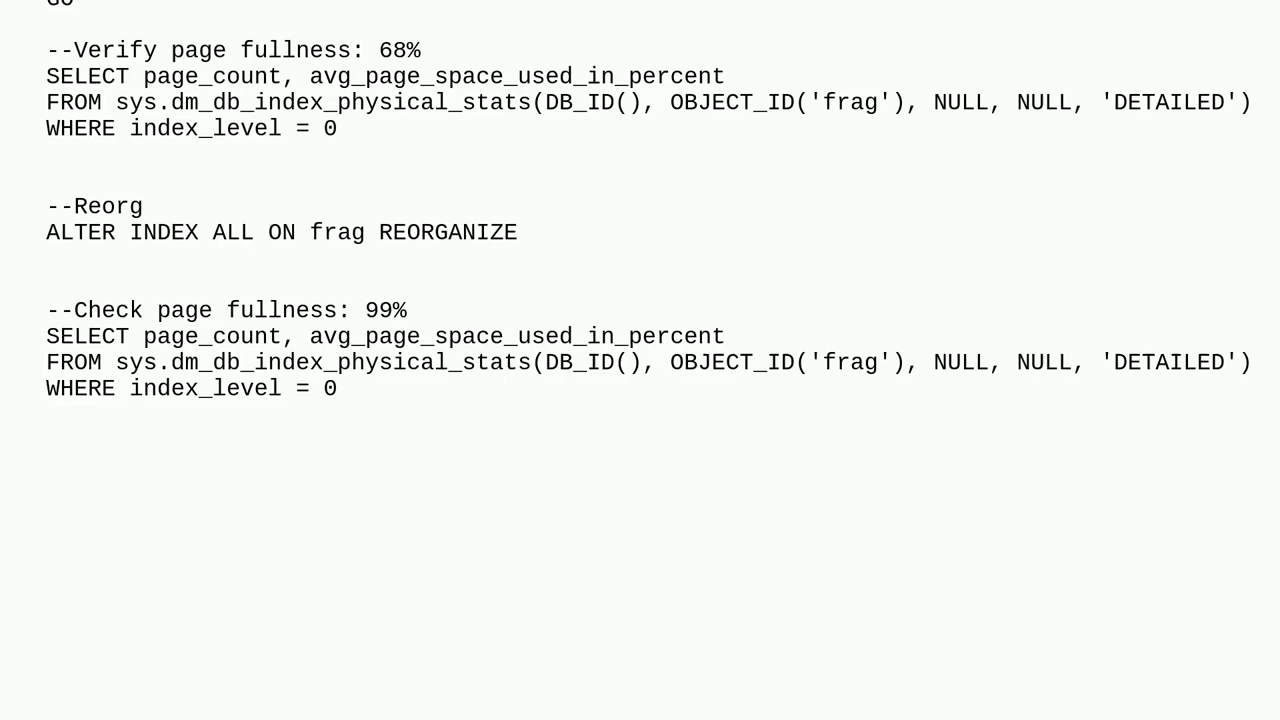 GO
--Verify page fullness: 68%
SELECT page_count, avg_page_space_used_in_percent
FROM sys.dm_db_index_physical_stats(DB_ID(), OBJECT_ID('frag'), NULL, NULL, 'DETAILED')
WHERE index_level = 0
--Reorg
ALTER INDEX ALL ON frag REORGANIZE
--Check page fullness: 99%
SELECT page_count, avg_page_space_used_in_percent
FROM sys.dm_db_index_physical_stats(DB_ID(), OBJECT_ID('frag'), NULL, NULL, 'DETAILED')
WHERE index_level = 0